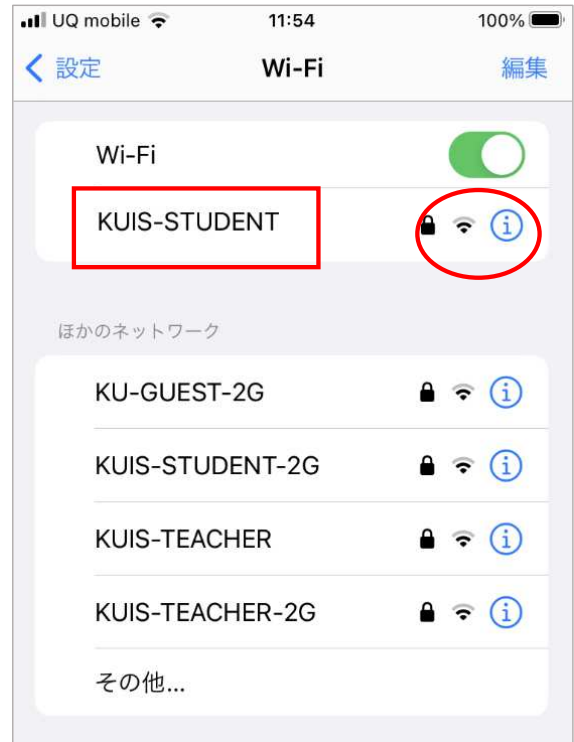 UQ mobile 11:54 100%
設定 Wi-Fi 編集
Wi-Fi
KUIS-STUDENT
ほかのネットワーク
KU-GUEST-2G
KUIS-STUDENT-2G
KUIS-TEACHER
KUIS-TEACHER-2G
その他...